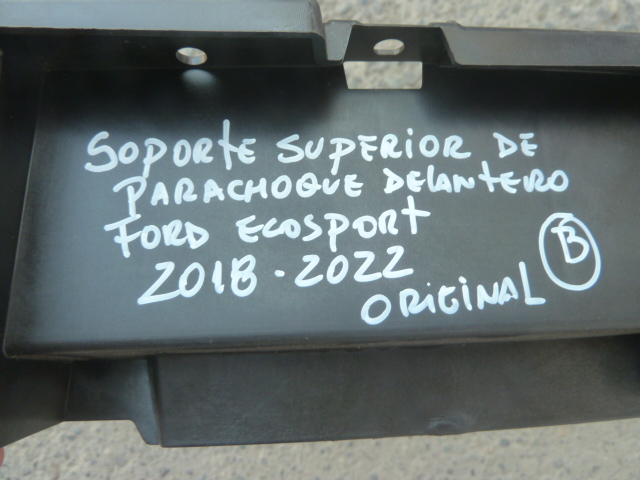 SOPORTE SUPERIOR DE
PARACHOQUE DELANTERO
FORD ECOSPORT
2018 - 2022
ORIGINAL B